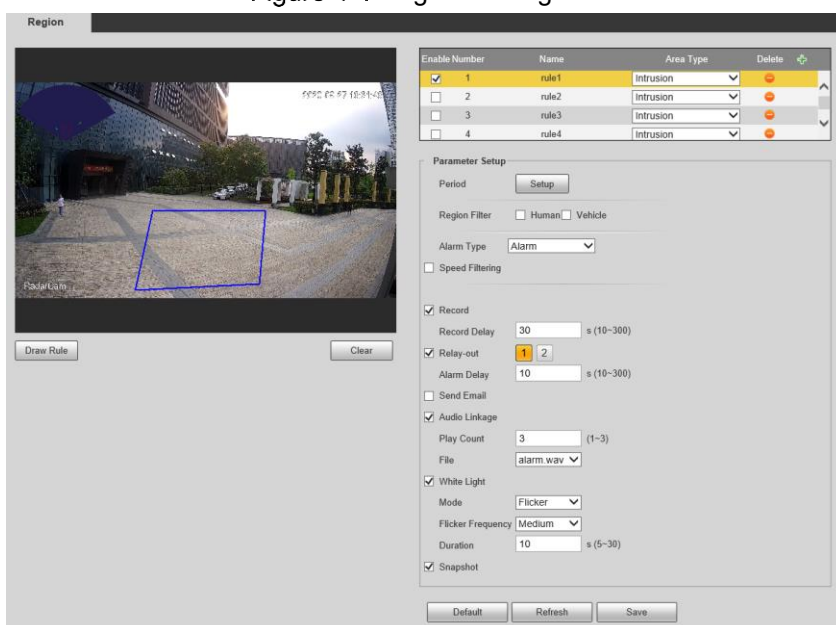 Region
Enable Number Name Area Type Delete
1 rule1 Intrusion
2 rule2 Intrusion
3 rule3 Intrusion
4 rule4 Intrusion
RadarCam
Draw Rule Clear
Parameter Setup
Period Setup
Region Filter Human Vehicle
Alarm Type Alarm
Speed Filtering
Record
Record Delay 30 s (10~300)
Relay-out 1 2
Alarm Delay 10 s (10~300)
Send Email
Audio Linkage
Play Count 3 (1~3)
File alarm.wav
White Light
Mode Flicker
Flicker Frequency Medium
Duration 10 s (5~30)
Snapshot
Default Refresh Save